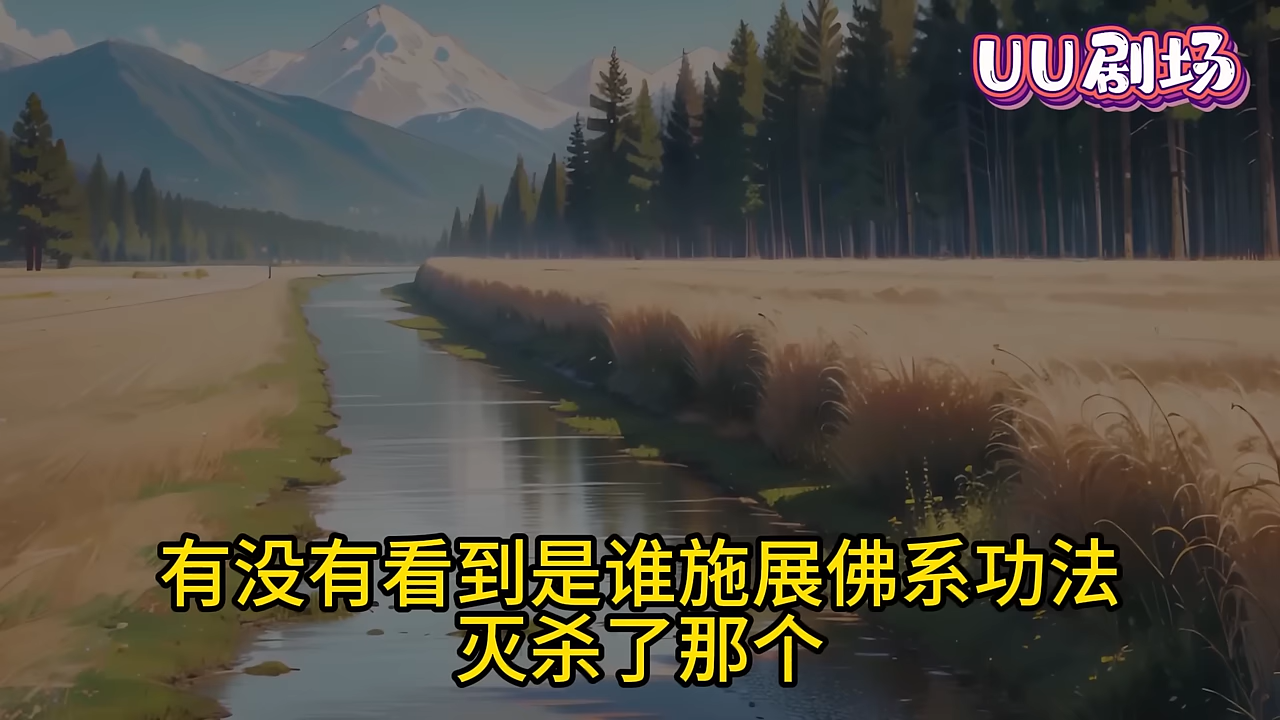 UU剧场
有没有看到是谁施展佛系功法
灭杀了那个